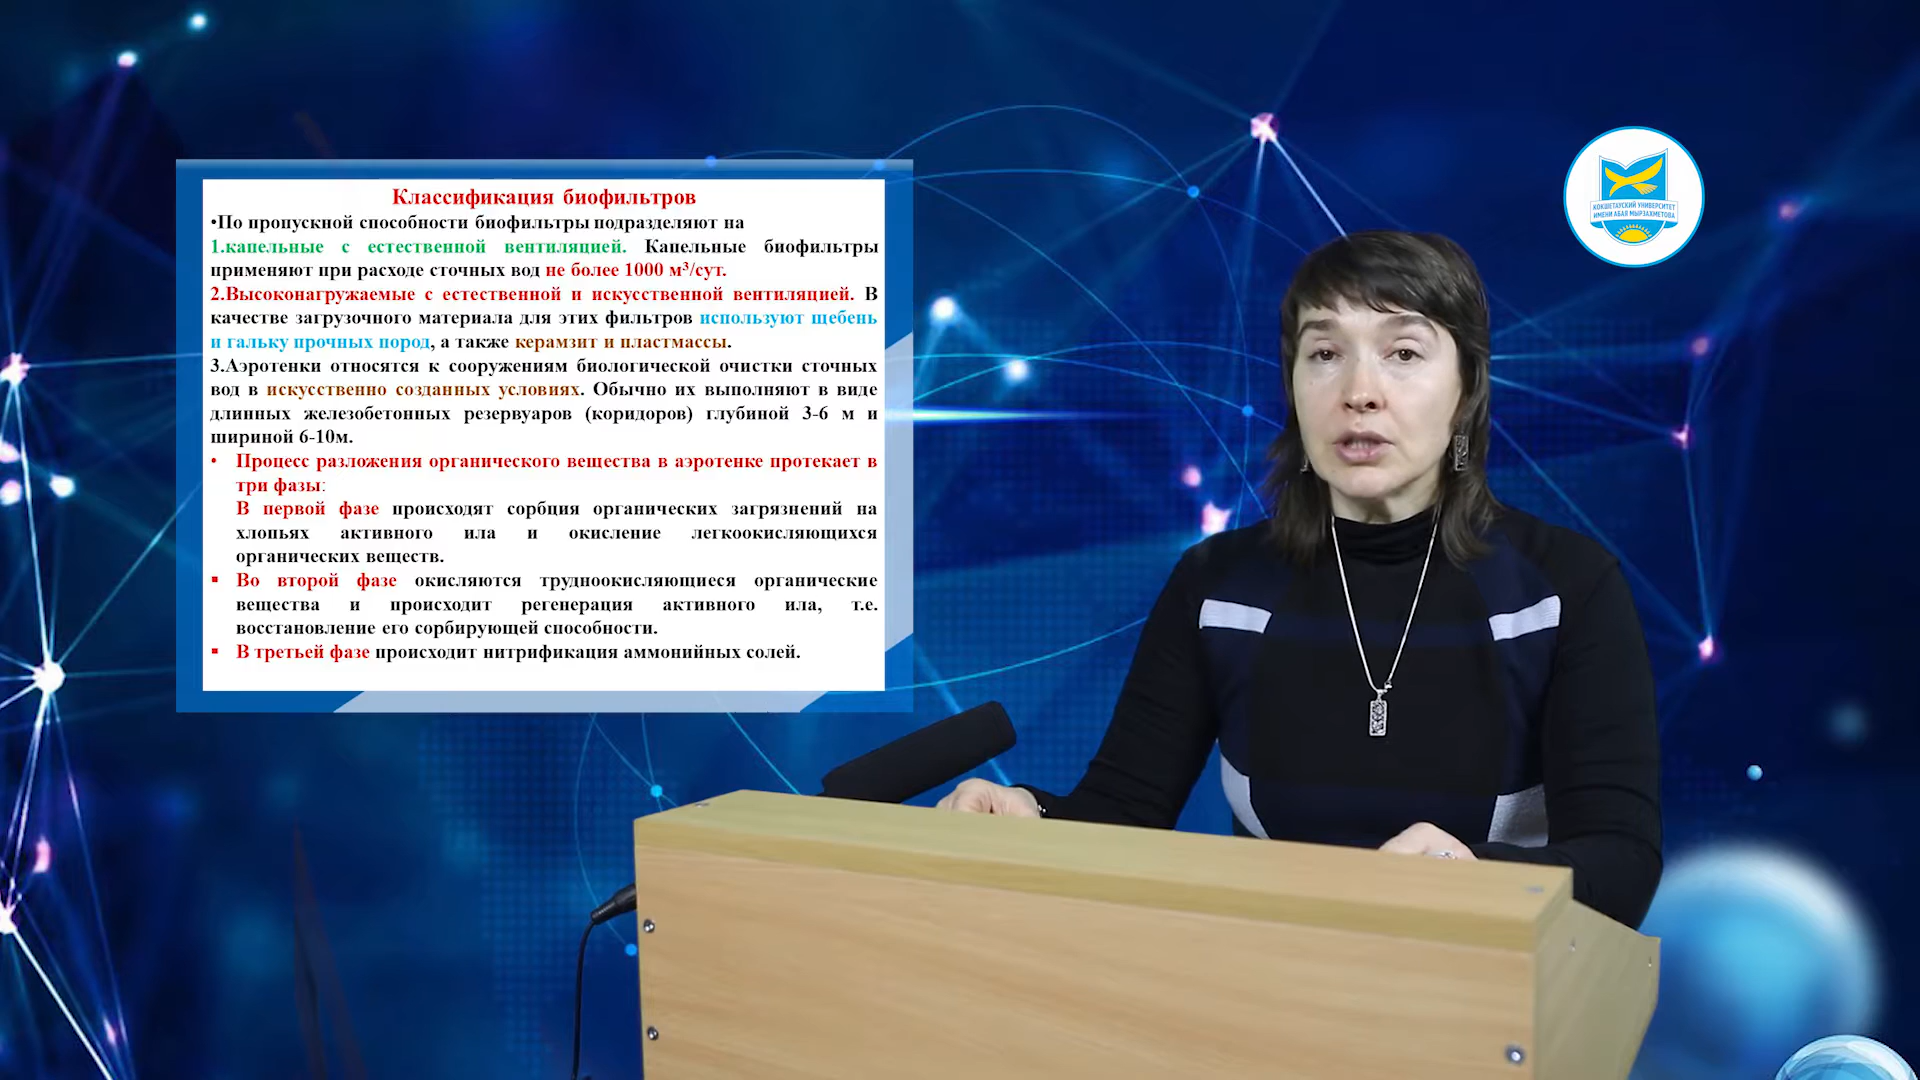 Классификация биофильтров
•По пропускной способности биофильтры подразделяют на
1.капельные с естественной вентиляцией. Капельные биофильтры
применяют при расходе сточных вод не более 1000 м³/сут.
2.Высоконагружаемые с естественной и искусственной вентиляцией. В
качестве загрузочного материала для этих фильтров используют щебень
и гальку прочных пород, а также керамзит и пластмассы.
3.Аэротенки относятся к сооружениям биологической очистки сточных
вод в искусственно созданных условиях. Обычно их выполняют в виде
длинных железобетонных резервуаров (коридоров) глубиной 3-6 м и
шириной 6-10м.
• Процесс разложения органического вещества в аэротенке протекает в
три фазы:
В первой фазе происходят сорбция органических загрязнений на
хлопьях активного ила и окисление легкоокисляющихся
органических веществ.
▪ Во второй фазе окисляются трудноокисляющиеся органические
вещества и происходит регенерация активного ила, т.е.
восстановление его сорбирующей способности.
▪ В третьей фазе происходит нитрификация аммонийных солей.
КОКШЕТАУСКИЙ УНИВЕРСИТЕТ
ИМЕНИ АБАЯ МЫРЗАХМЕТОВА